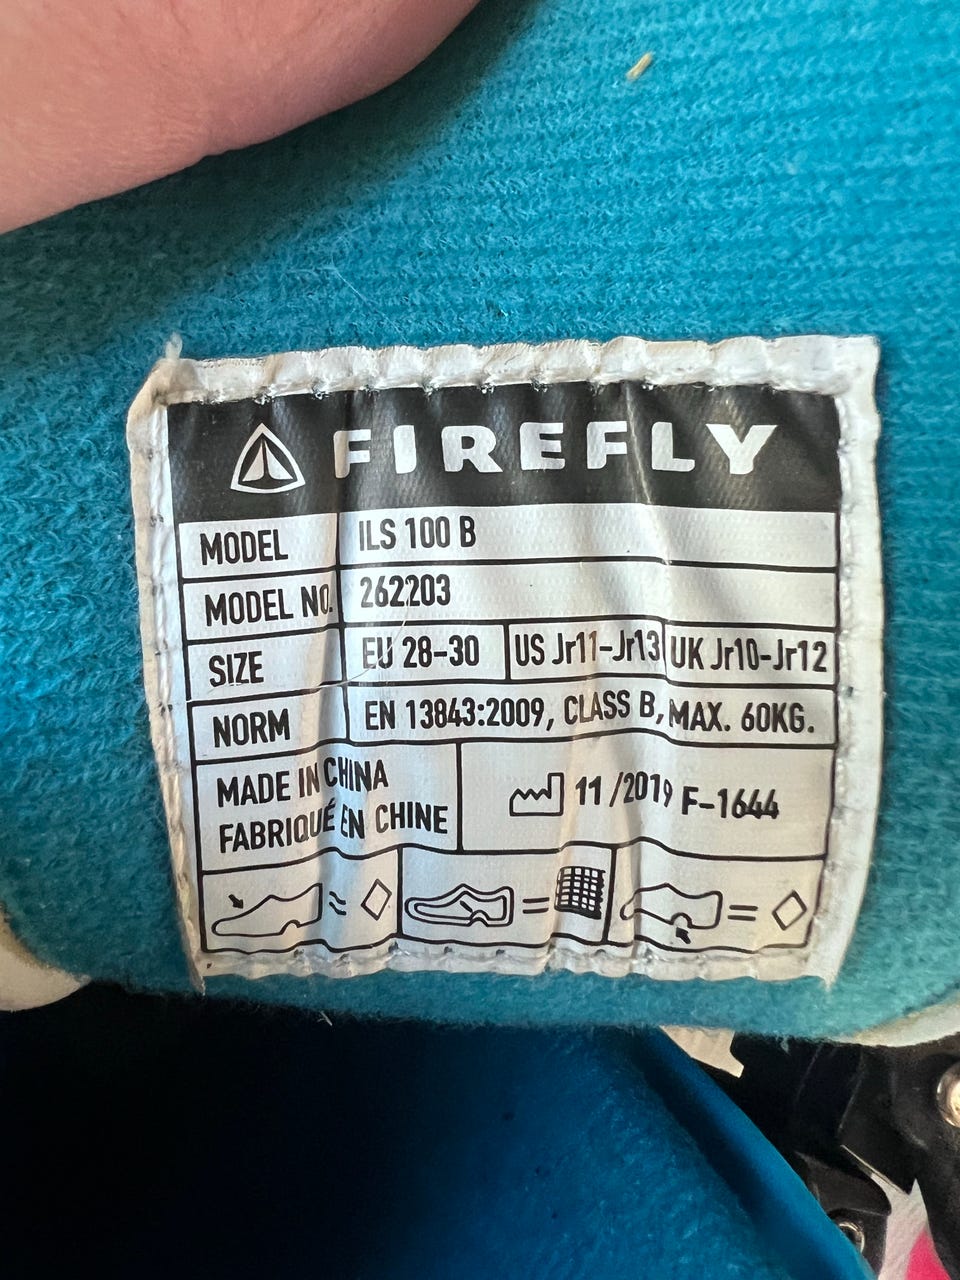 FIREFLY
MODEL ILS 100 B
MODEL NO. 262203
SIZE EU 28-30 US Jr11-Jr13 UK Jr10-Jr12
NORM EN 13843:2009, CLASS B, MAX. 60KG.
MADE IN CHINA
FABRIQUÉ EN CHINE
11/2019 F-1644